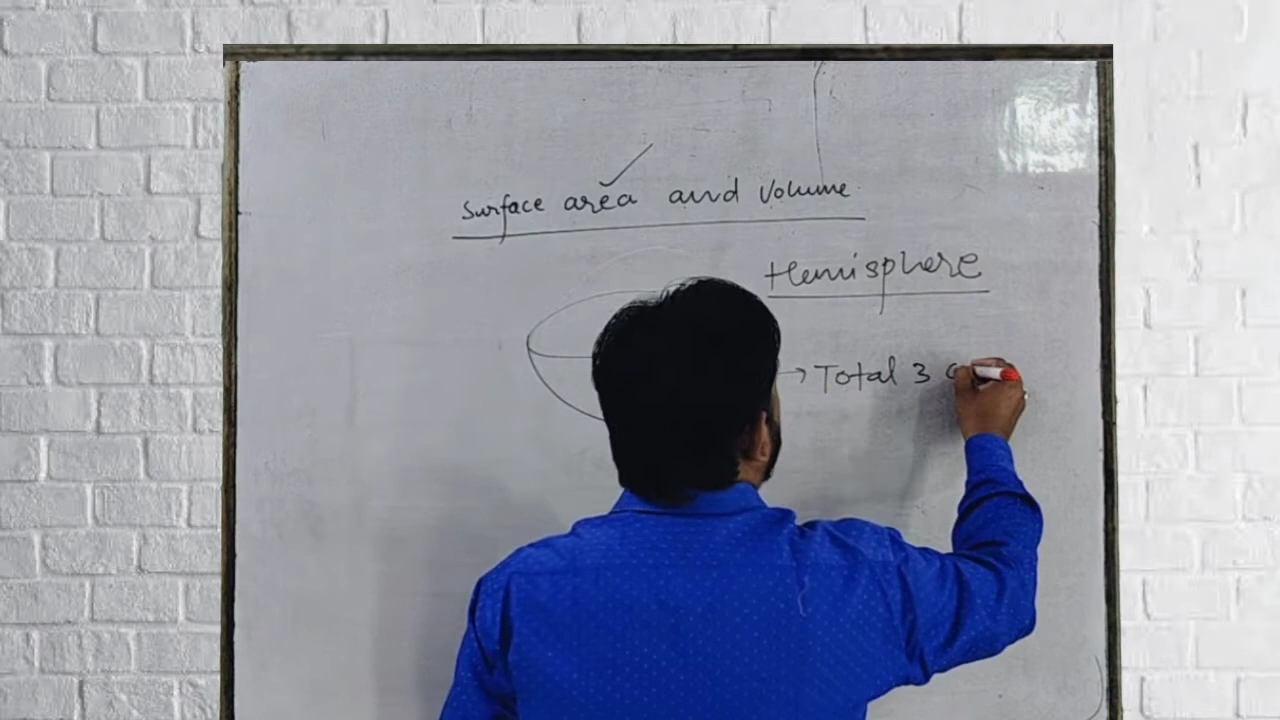 Surface area and Volume
Hemisphere
→ Total 3